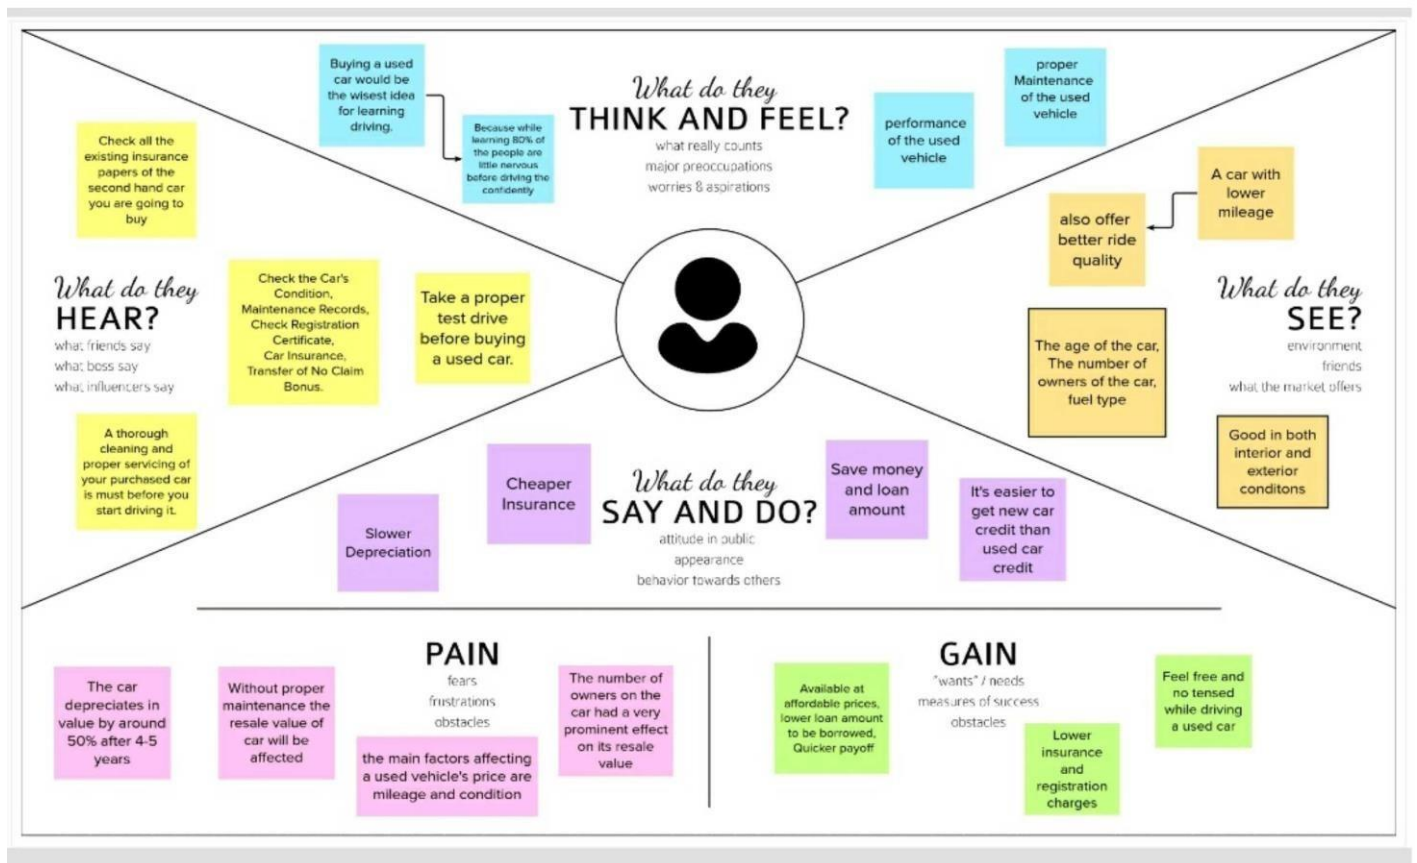 Buying a used
car would be
the wisest idea
for learning
driving.
Because while
learning 80% of
the people are
little nervous
before driving the
confidently
What do they
THINK AND FEEL?
what really counts
major preoccupations
worries & aspirations
performance
of the used
vehicle
proper
Maintenance
of the used
vehicle
Check all the
existing insurance
papers of the
second hand car
you are going to
buy
What do they
HEAR?
what friends say
what boss say
what influencers say
Check the Car's
Condition,
Maintenance Records,
Check Registration
Certificate,
Car Insurance,
Transfer of No Claim
Bonus.
Take a proper
test drive
before buying
a used car.
A thorough
cleaning and
proper servicing of
your purchased car
is must before you
start driving it.
A car with
lower
mileage
also offer
better ride
quality
What do they
SEE?
environment
friends
what the market offers
The age of the car,
The number of
owners of the car,
fuel type
Good in both
interior and
exterior
conditons
Slower
Depreciation
Cheaper
Insurance
What do they
SAY AND DO?
attitude in public
appearance
behavior towards others
Save money
and loan
amount
It's easier to
get new car
credit than
used car
credit
PAIN
fears
frustrations
obstacles
The car
depreciates in
value by around
50% after 4-5
years
Without proper
maintenance the
resale value of
car will be
affected
the main factors affecting
a used vehicle's price are
mileage and condition
The number of
owners on the
car had a very
prominent effect
on its resale
value
GAIN
"wants" / needs
measures of success
obstacles
Available at
affordable prices,
lower loan amount
to be borrowed,
Quicker payoff
Lower
insurance
and
registration
charges
Feel free and
no tensed
while driving
a used car